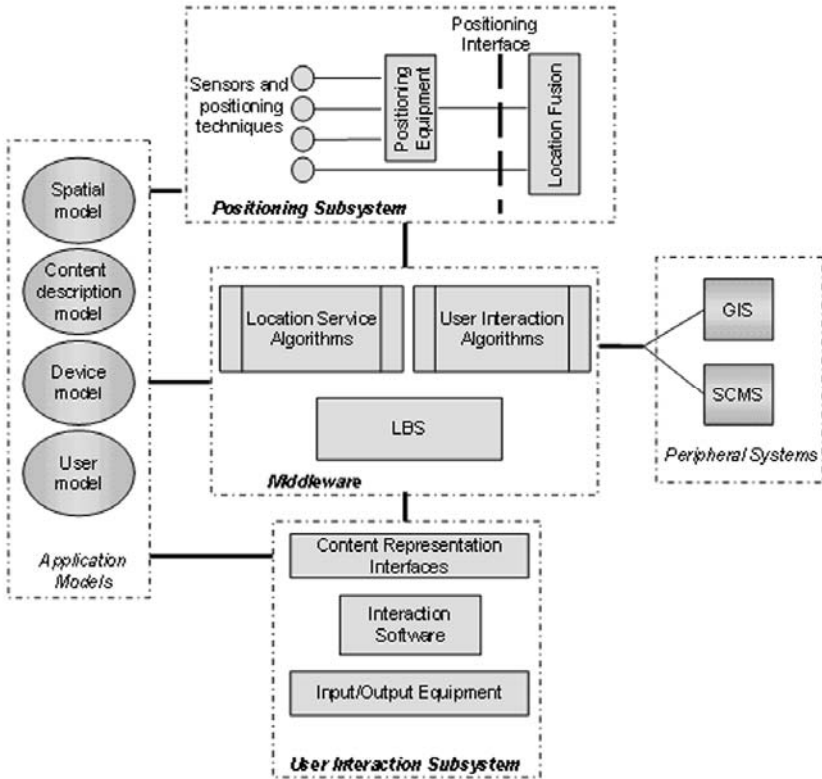 Positioning
Interface
Sensors and
positioning
techniques
Positioning
Equipment
Location Fusion
Positioning Subsystem
Spatial
model
Content
description
model
Device
model
User
model
Application
Models
Location Service
Algorithms
User Interaction
Algorithms
LBS
Middleware
GIS
SCMS
Peripheral Systems
Content Representation
Interfaces
Interaction
Software
Input/Output Equipment
User Interaction Subsystem